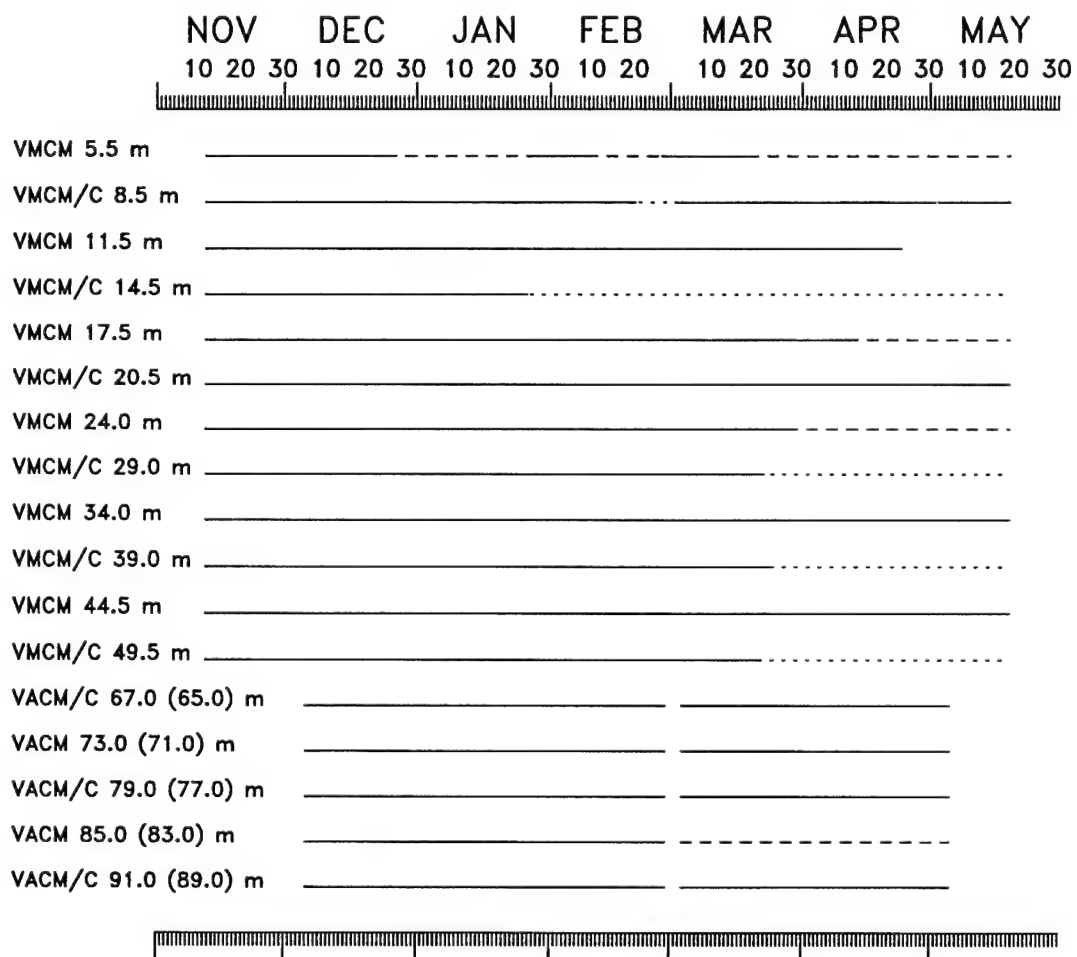 NOV DEC JAN FEB MAR APR MAY
10 20 30 10 20 30 10 20 30 10 20 10 20 30 10 20 30 10 20 30
VMCM 5.5 m
VMCM/C 8.5 m
VMCM 11.5 m
VMCM/C 14.5 m
VMCM 17.5 m
VMCM/C 20.5 m
VMCM 24.0 m
VMCM/C 29.0 m
VMCM 34.0 m
VMCM/C 39.0 m
VMCM 44.5 m
VMCM/C 49.5 m
VACM/C 67.0 (65.0) m
VACM 73.0 (71.0) m
VACM/C 79.0 (77.0) m
VACM 85.0 (83.0) m
VACM/C 91.0 (89.0) m